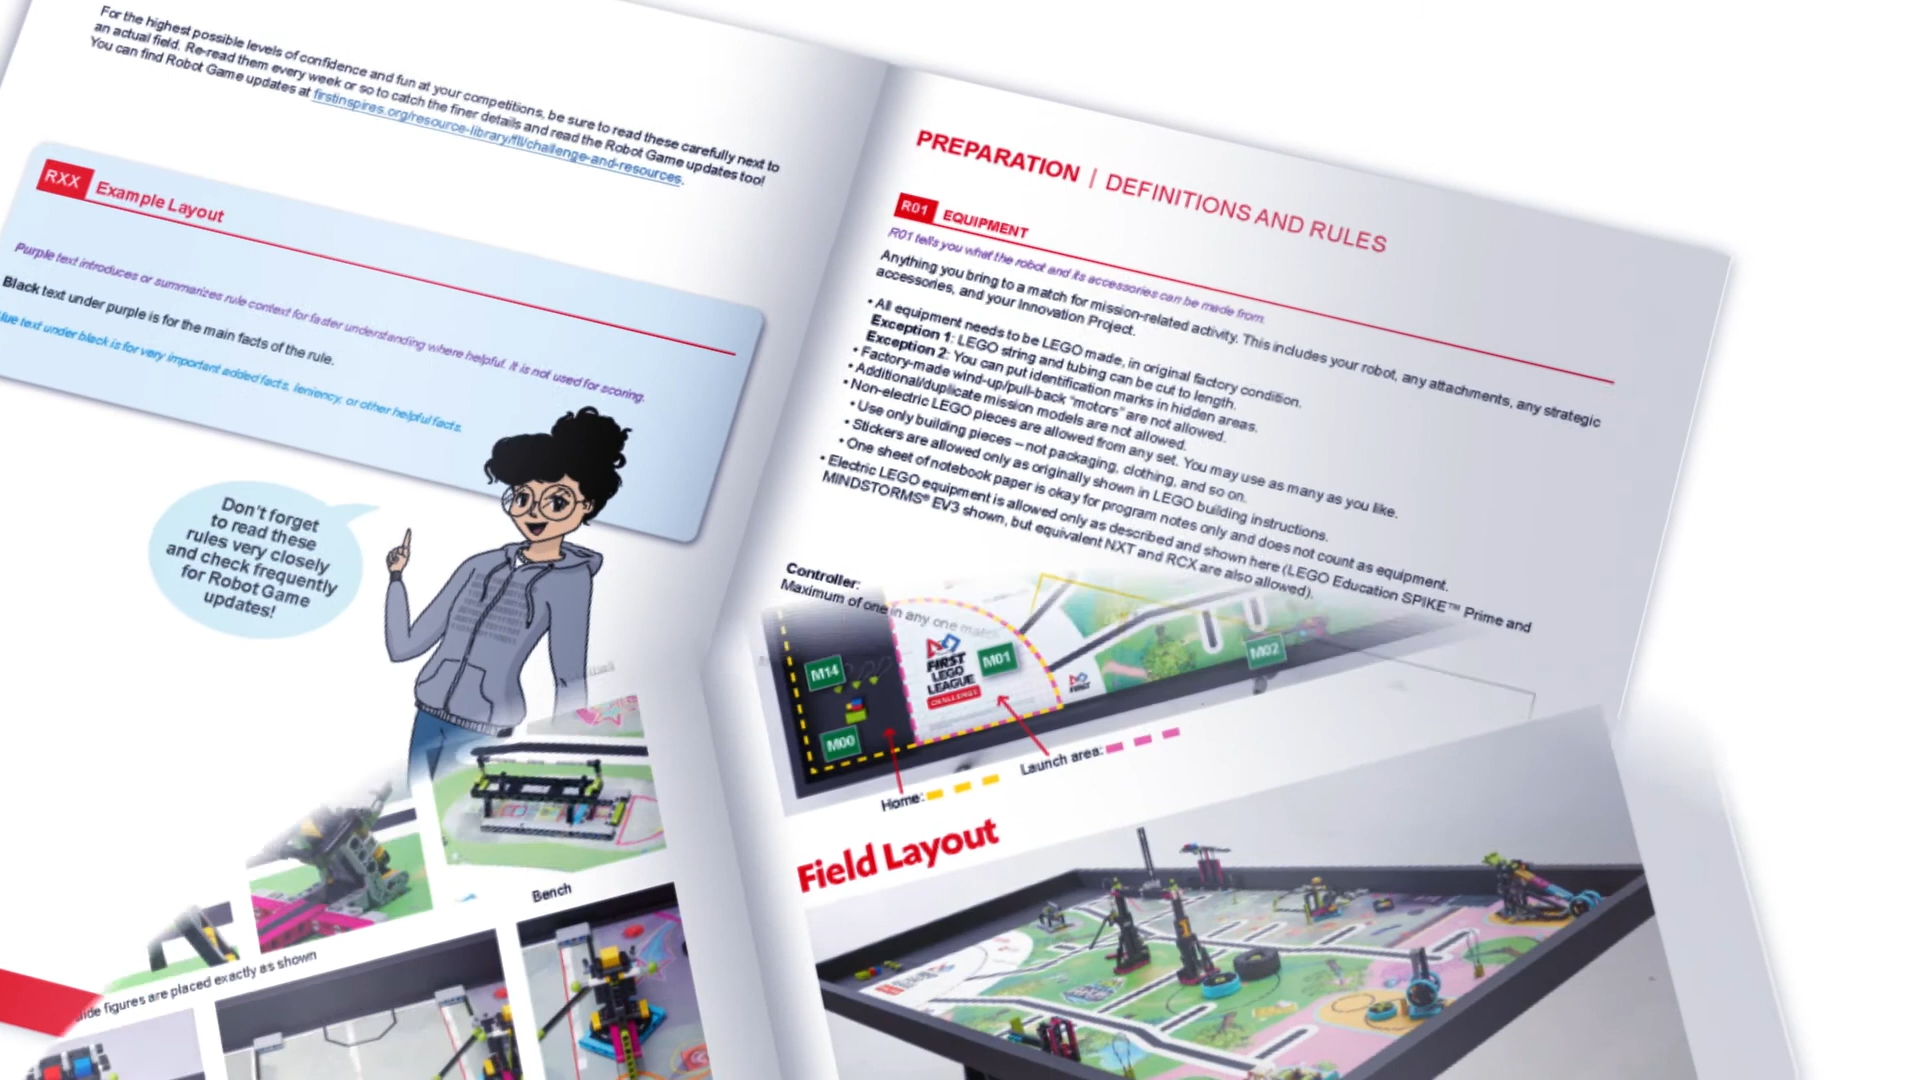 For the highest possible levels of confidence and fun at your competitions, be sure to read these carefully next to
an actual field. Re-read them every week or so to catch the finer details and read the Robot Game updates too!
You can find Robot Game updates at firstinspires.org/resource-library/fll/challenge-and-resources.
RXX Example Layout
Purple text introduces or summarizes rule context for faster understanding where helpful. It is not used for scoring.
Black text under purple is for the main facts of the rule.
lue text under black is for very important added facts, leniency, or other helpful facts.
Don't forget
to read these
rules very closely
and check frequently
for Robot Game
updates!
Bench
ide figures are placed exactly as shown
PREPARATION | DEFINITIONS AND RULES
R01 EQUIPMENT
R01 tells you what the robot and its accessories can be made from.
Anything you bring to a match for mission-related activity. This includes your robot, any attachments, any strategic
accessories, and your Innovation Project.
• All equipment needs to be LEGO made, in original factory condition.
Exception 1: LEGO string and tubing can be cut to length.
Exception 2: You can put identification marks in hidden areas.
• Factory-made wind-up/pull-back "motors" are not allowed.
• Additional/duplicate mission models are not allowed.
• Non-electric LEGO pieces are allowed from any set. You may use as many as you like.
• Use only building pieces – not packaging, clothing, and so on.
• Stickers are allowed only as originally shown in LEGO building instructions.
• One sheet of notebook paper is okay for program notes only and does not count as equipment.
• Electric LEGO equipment is allowed only as described and shown here (LEGO Education SPIKE™ Prime and
MINDSTORMS® EV3 shown, but equivalent NXT and RCX are also allowed).
Controller:
Maximum of one in any one match
M14
M00
FIRST
LEGO
LEAGUE
CHALLENGE
M01
FIRST
M02
Home:
Launch area:
Field Layout